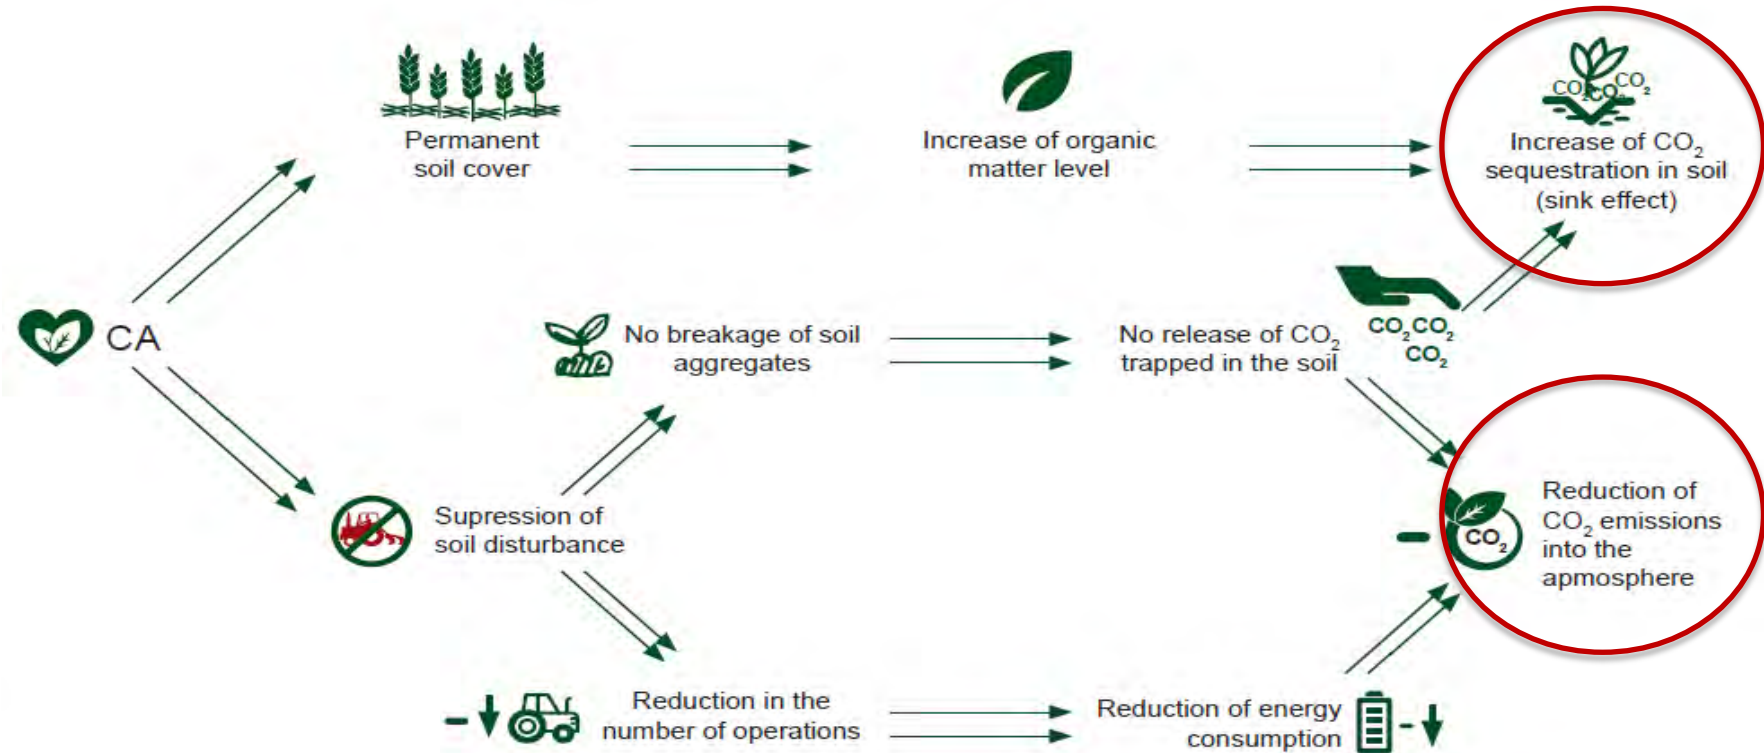 CO₂CO₂CO₂
Permanent
soil cover
Increase of organic
matter level
Increase of CO₂
sequestration in soil
(sink effect)
CA
No breakage of soil
aggregates
No release of CO₂
trapped in the soil
CO₂CO₂
CO₂
Supression of
soil disturbance
CO₂
Reduction of
CO₂ emissions
into the
apmosphere
Reduction in the
number of operations
Reduction of energy
consumption